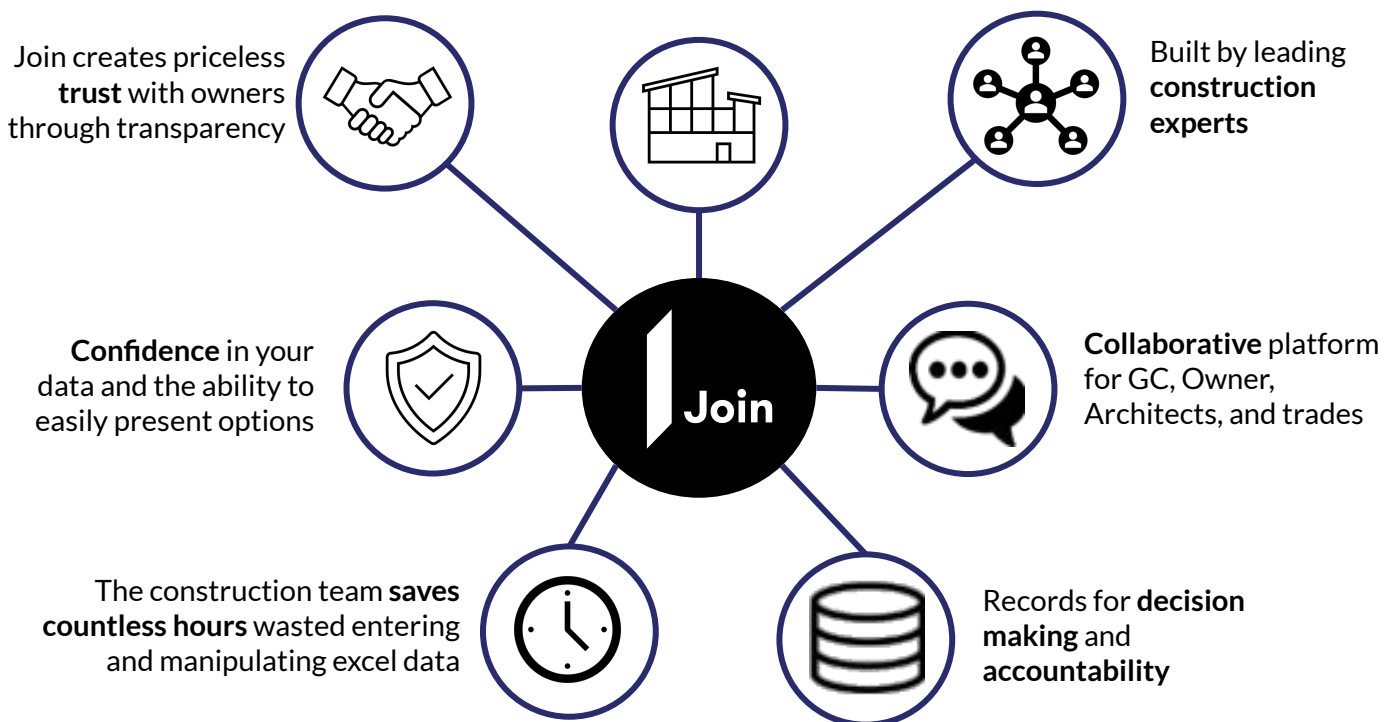 Join creates priceless
trust with owners
through transparency
Built by leading
construction
experts
Confidence in your
data and the ability to
easily present options
Join
Collaborative platform
for GC, Owner,
Architects, and trades
The construction team saves
countless hours wasted entering
and manipulating excel data
Records for decision
making and
accountability